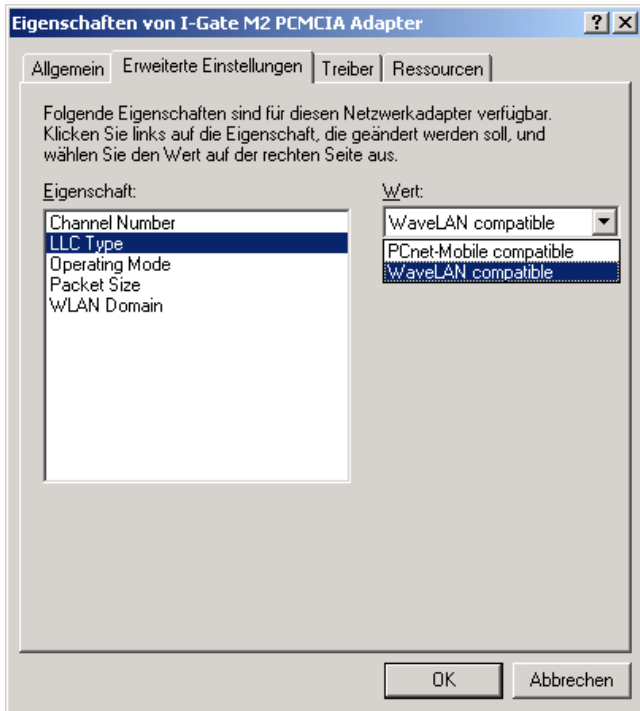 Eigenschaften von I-Gate M2 PCMCIA Adapter
Allgemein Erweiterte Einstellungen Treiber Ressourcen
Folgende Eigenschaften sind für diesen Netzwerkadapter verfügbar.
Klicken Sie links auf die Eigenschaft, die geändert werden soll, und
wählen Sie den Wert auf der rechten Seite aus.
Eigenschaft:
Channel Number
LLC Type
Operating Mode
Packet Size
WLAN Domain
Wert:
WaveLAN compatible
PCnet-Mobile compatible
WaveLAN compatible
OK Abbrechen